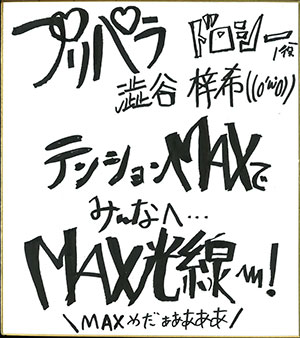 プリパラ ドロシー役
澁谷 梓希((o'ω'o))
テンションMAXで
みんなへ…
MAX光線〰!
\MAXめだぁぁあああ/